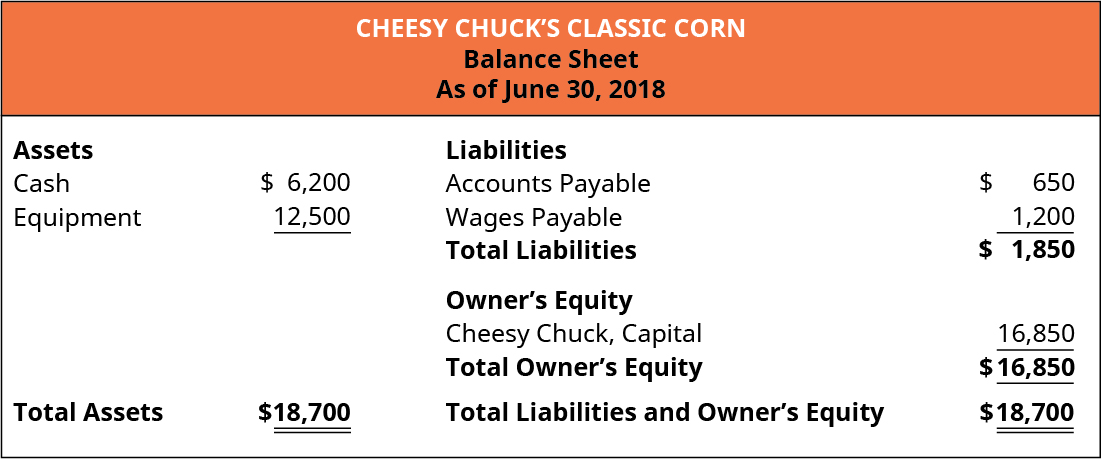 CHEESY CHUCK’S CLASSIC CORN
Balance Sheet
As of June 30, 2018
Assets Liabilities
Cash $ 6,200 Accounts Payable $ 650
Equipment 12,500 Wages Payable 1,200
Total Liabilities $ 1,850
Owner’s Equity
Cheesy Chuck, Capital 16,850
Total Owner’s Equity $16,850
Total Assets $18,700 Total Liabilities and Owner’s Equity $18,700